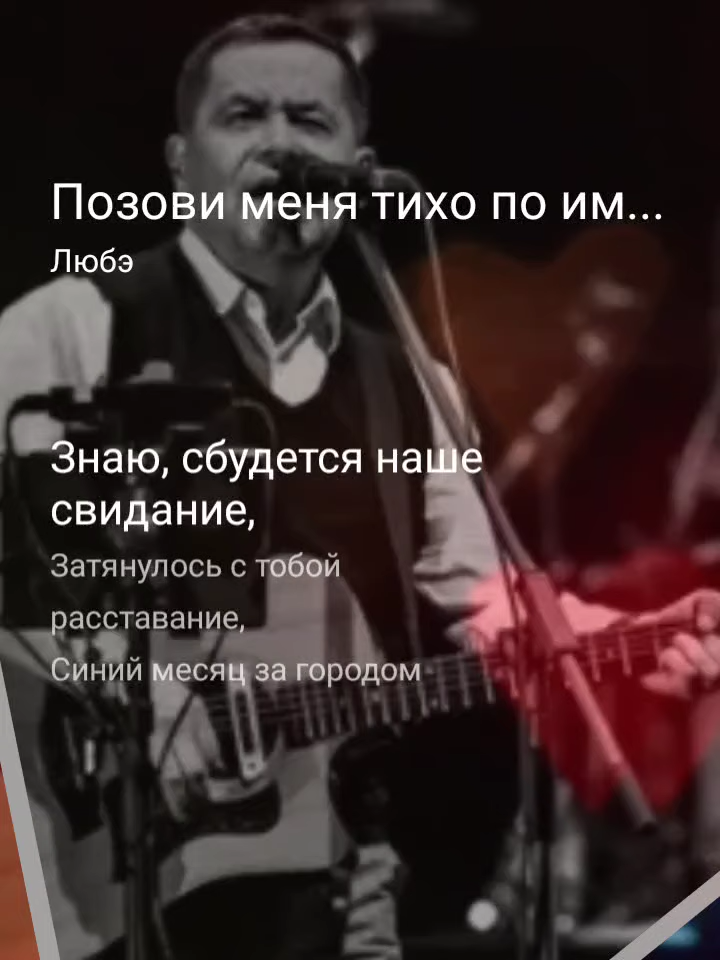 Позови меня тихо по им...
Любэ
Знаю, сбудется наше
свидание,
Затянулось с тобой
расставание,
Синий месяц за городом